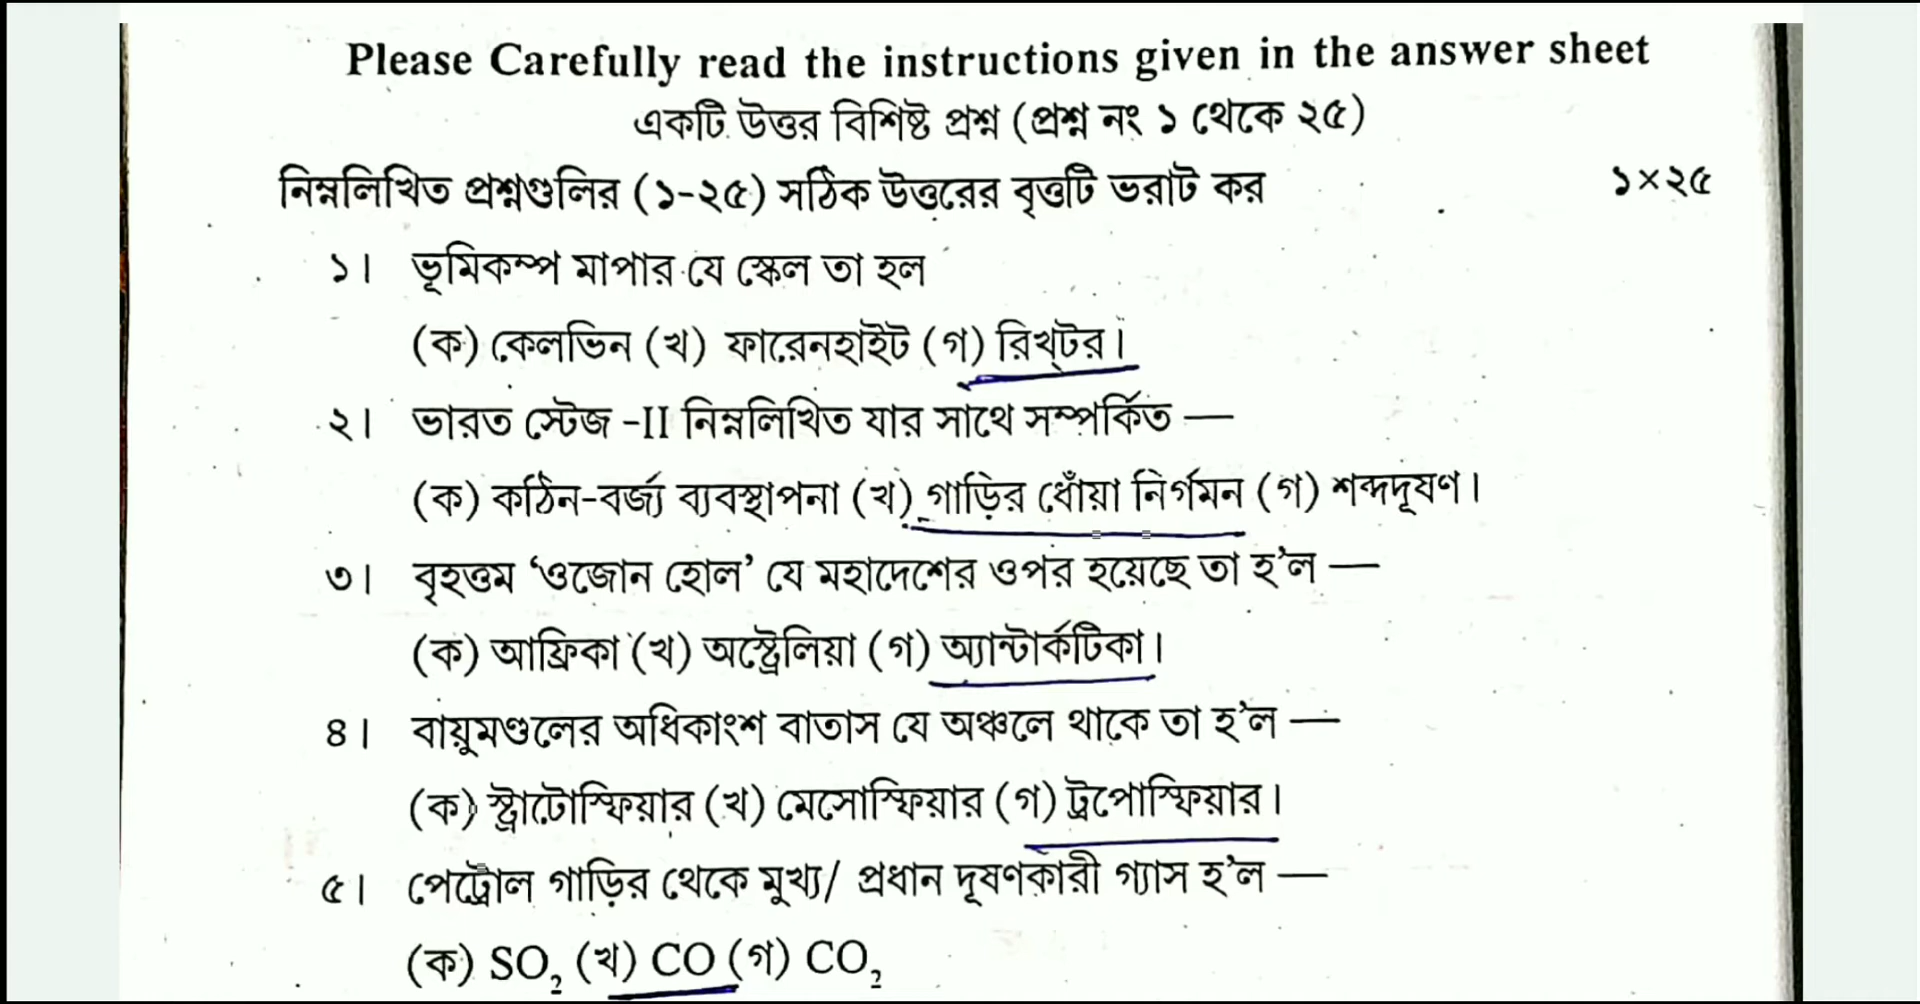 Please Carefully read the instructions given in the answer sheet
একটি উত্তর বিশিষ্ট প্রশ্ন (প্রশ্ন নং ১ থেকে ২৫)
নিম্নলিখিত প্রশ্নগুলির (১-২৫) সঠিক উত্তরের বৃত্তটি ভরাট কর ১×২৫
১। ভূমিকম্প মাপার যে স্কেল তা হল
(ক) কেলভিন (খ) ফারেনহাইট (গ) রিখ্টর।
২। ভারত স্টেজ -II নিম্নলিখিত যার সাথে সম্পর্কিত —
(ক) কঠিন-বর্জ্য ব্যবস্থাপনা (খ) গাড়ির ধোঁয়া নির্গমন (গ) শব্দদূষণ।
৩। বৃহত্তম ‘ওজোন হোল’ যে মহাদেশের ওপর হয়েছে তা হ’ল —
(ক) আফ্রিকা (খ) অস্ট্রেলিয়া (গ) অ্যান্টার্কটিকা।
৪। বায়ুমণ্ডলের অধিকাংশ বাতাস যে অঞ্চলে থাকে তা হ’ল —
(ক) স্ট্রাটোস্ফিয়ার (খ) মেসোস্ফিয়ার (গ) ট্রপোস্ফিয়ার।
৫। পেট্রোল গাড়ির থেকে মুখ্য/ প্রধান দূষণকারী গ্যাস হ’ল —
(ক) SO₂ (খ) CO (গ) CO₂